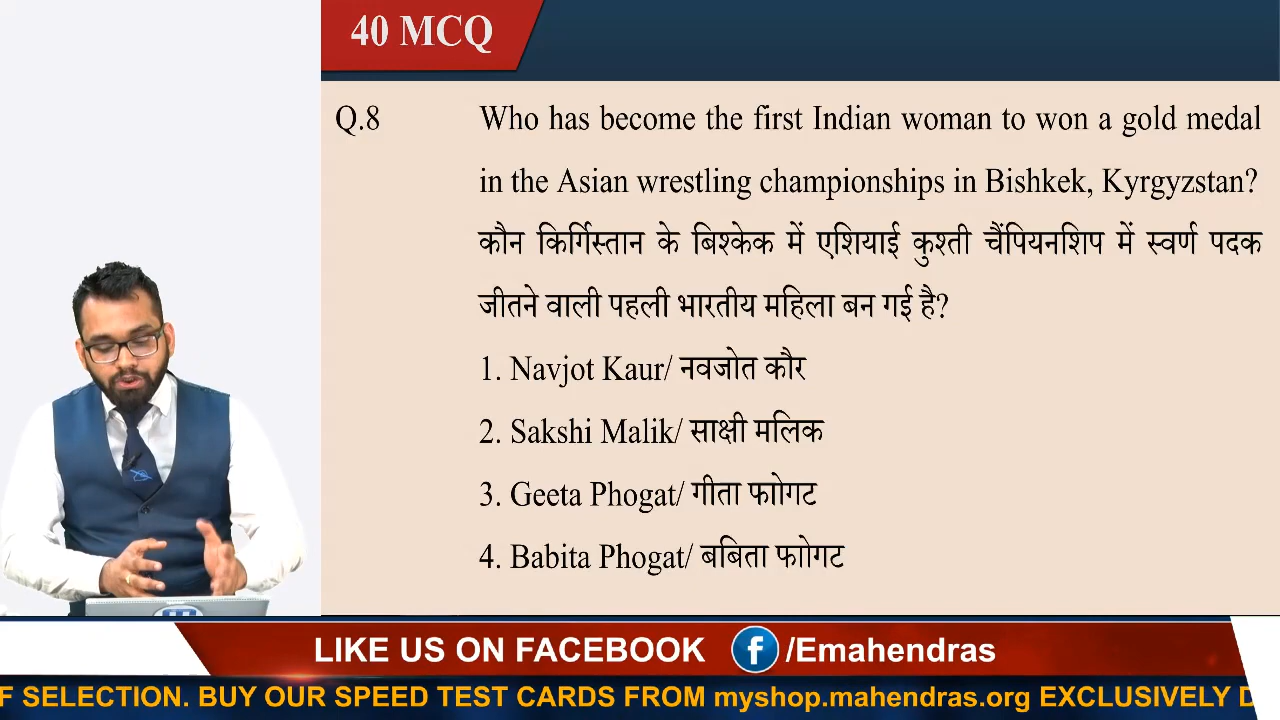 40 MCQ
Q.8 Who has become the first Indian woman to won a gold medal
in the Asian wrestling championships in Bishkek, Kyrgyzstan?
कौन किर्गिस्तान के बिश्केक में एशियाई कुश्ती चैंपियनशिप में स्वर्ण पदक
जीतने वाली पहली भारतीय महिला बन गई है?
1. Navjot Kaur/ नवजोत कौर
2. Sakshi Malik/ साक्षी मलिक
3. Geeta Phogat/ गीता फाोगट
4. Babita Phogat/ बबिता फाोगट
LIKE US ON FACEBOOK f /Emahendras
F SELECTION. BUY OUR SPEED TEST CARDS FROM myshop.mahendras.org EXCLUSIVELY D